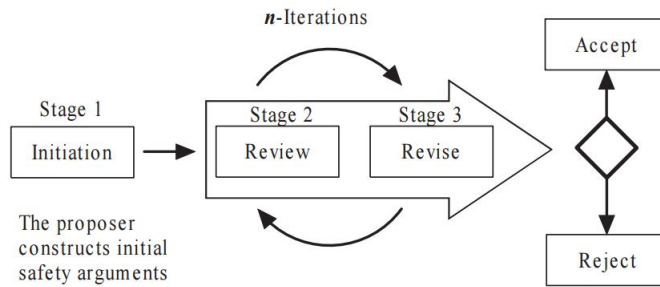 n-Iterations
Accept
Stage 1
Stage 2
Stage 3
Initiation
Review
Revise
The proposer
constructs initial
safety arguments
Reject